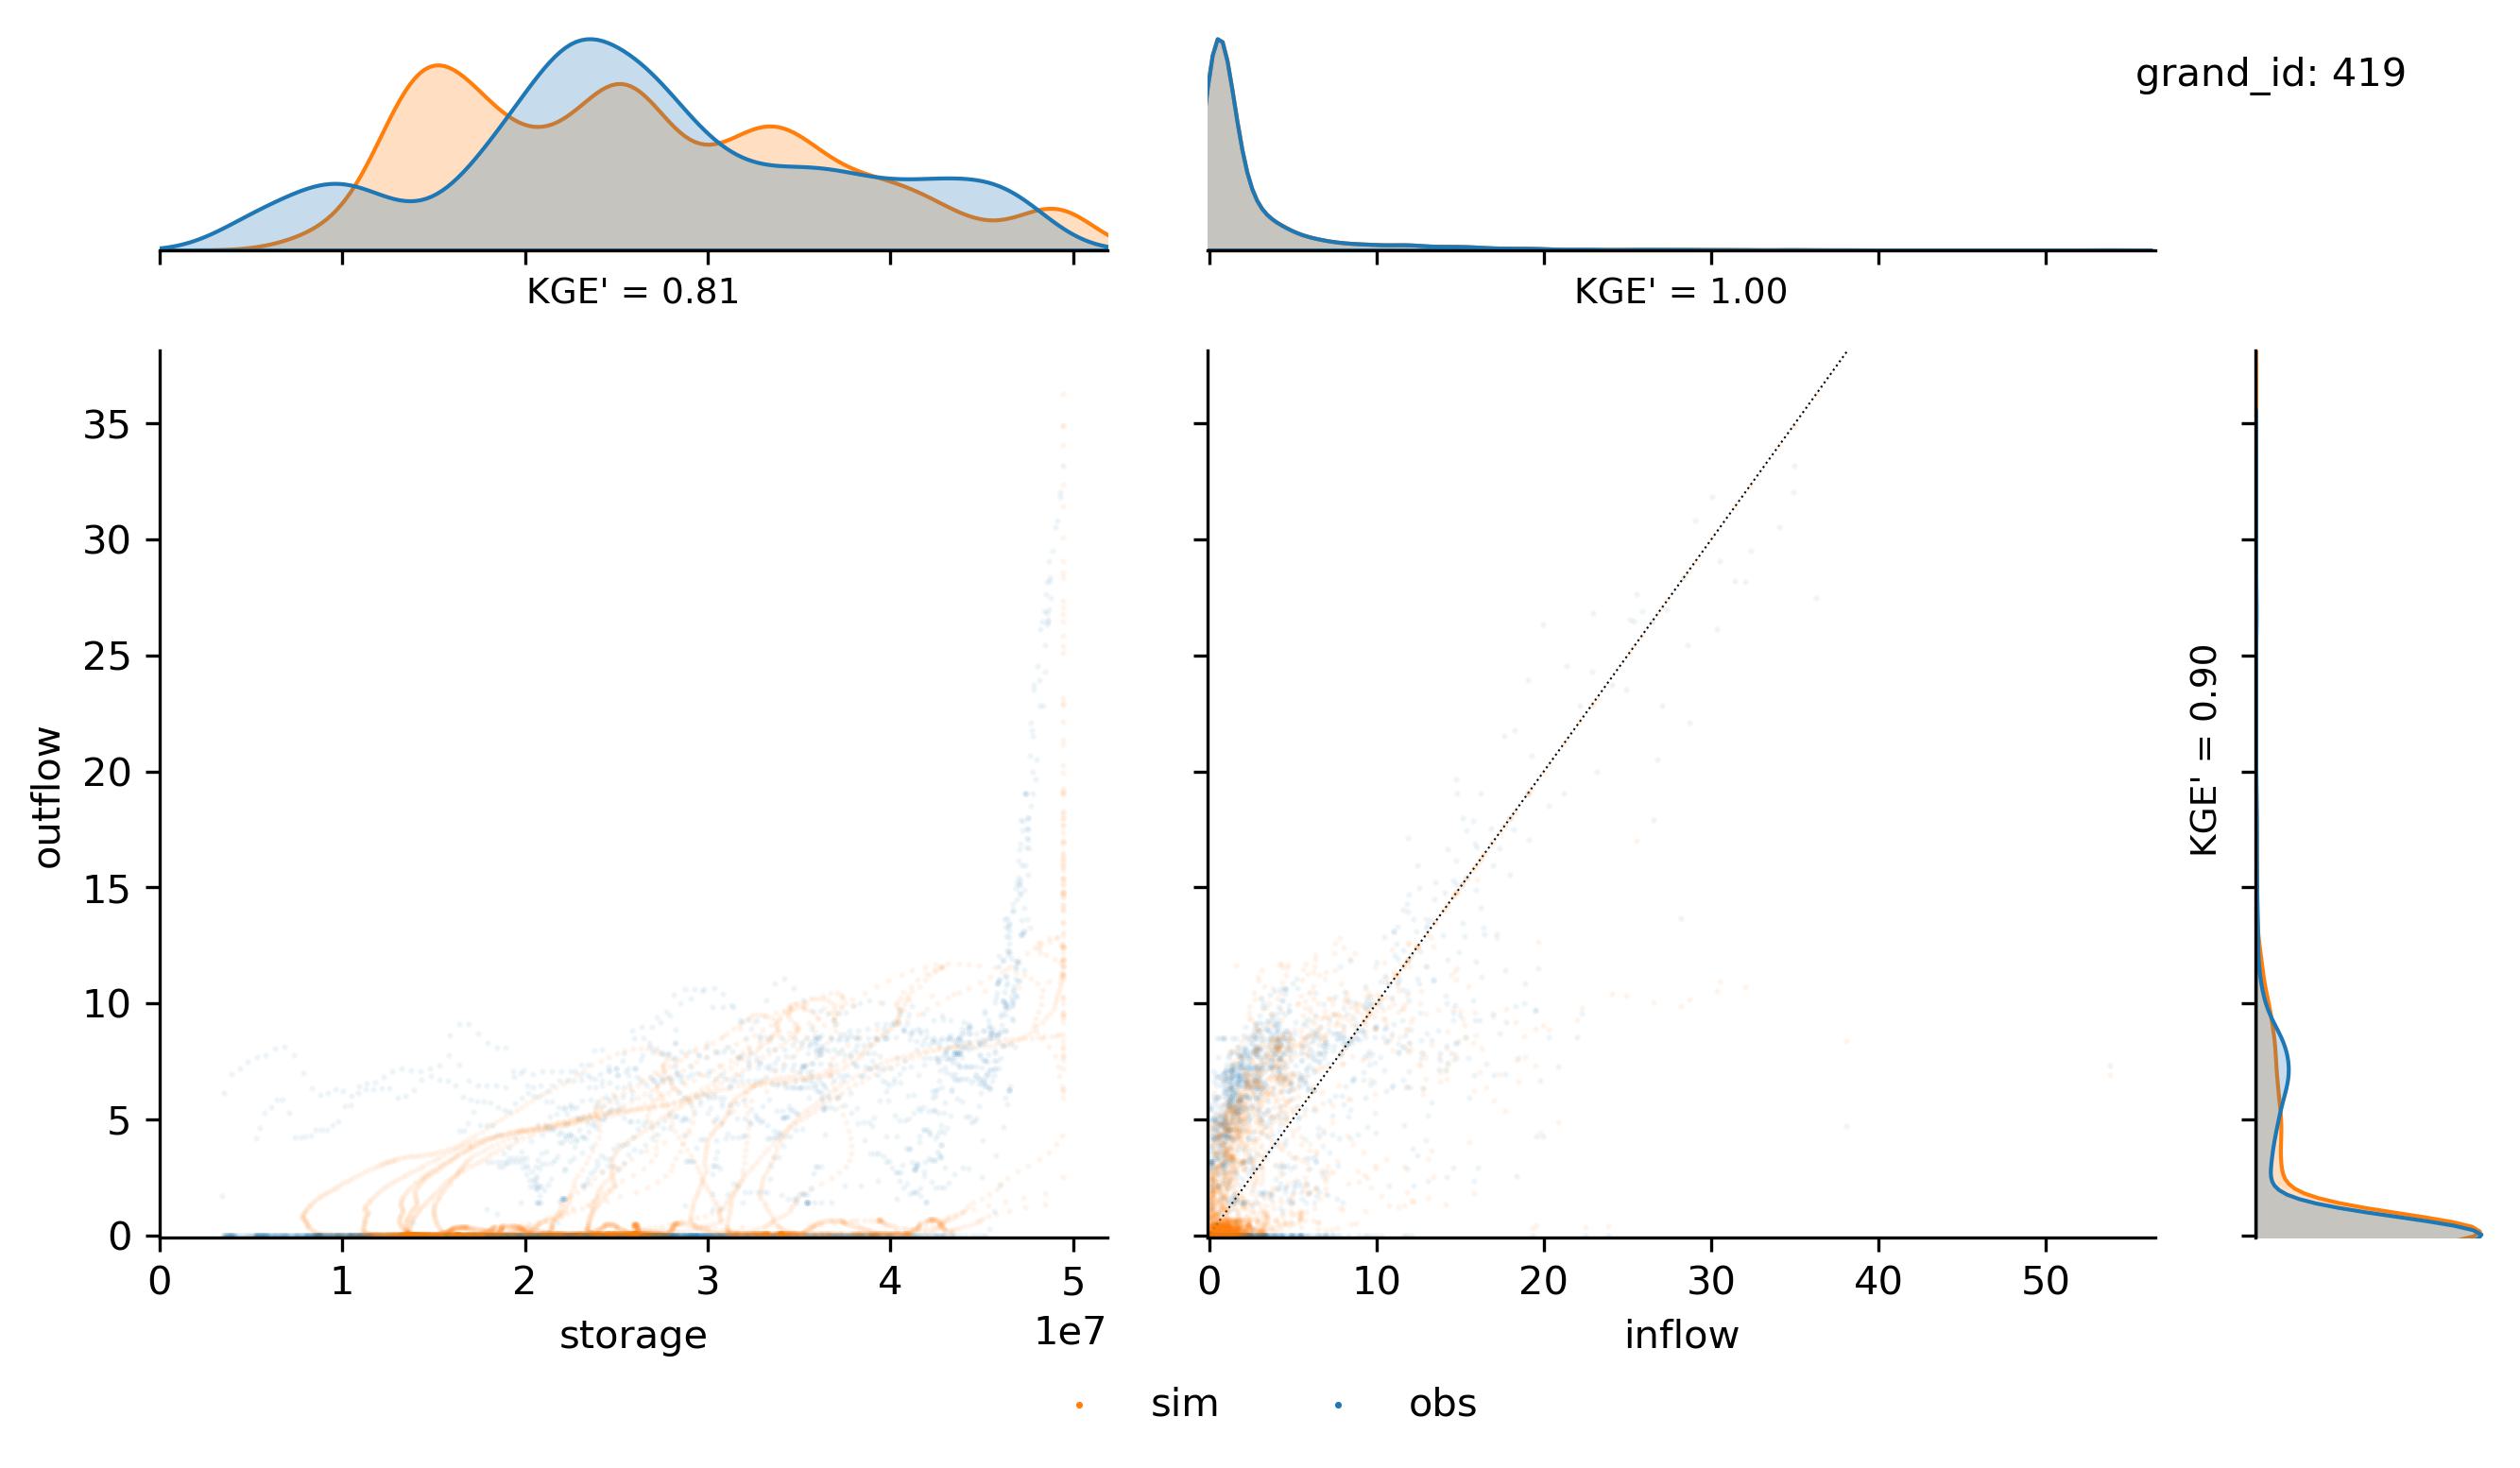 grand_id: 419
KGE' = 0.81
KGE' = 1.00
35
30
25
20
15
10
5
0
outflow
KGE' = 0.90
0 1 2 3 4 5
1e7
storage
0 10 20 30 40 50
inflow
sim obs